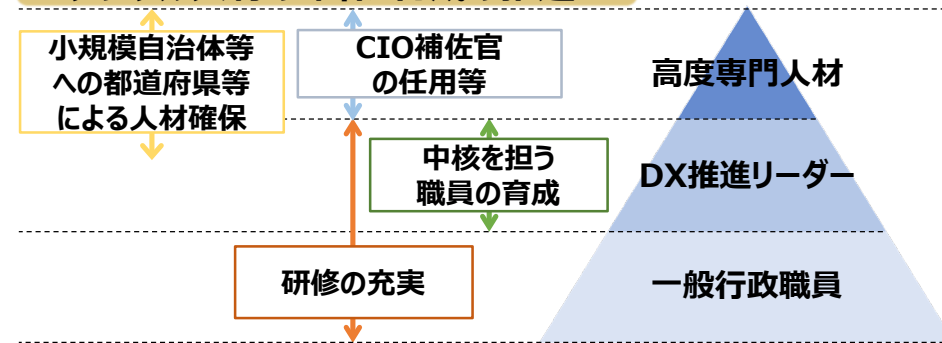 小規模自治体等
への都道府県等
による人材確保
CIO補佐官
の任用等
高度専門人材
中核を担う
職員の育成
DX推進リーダー
研修の充実
一般行政職員